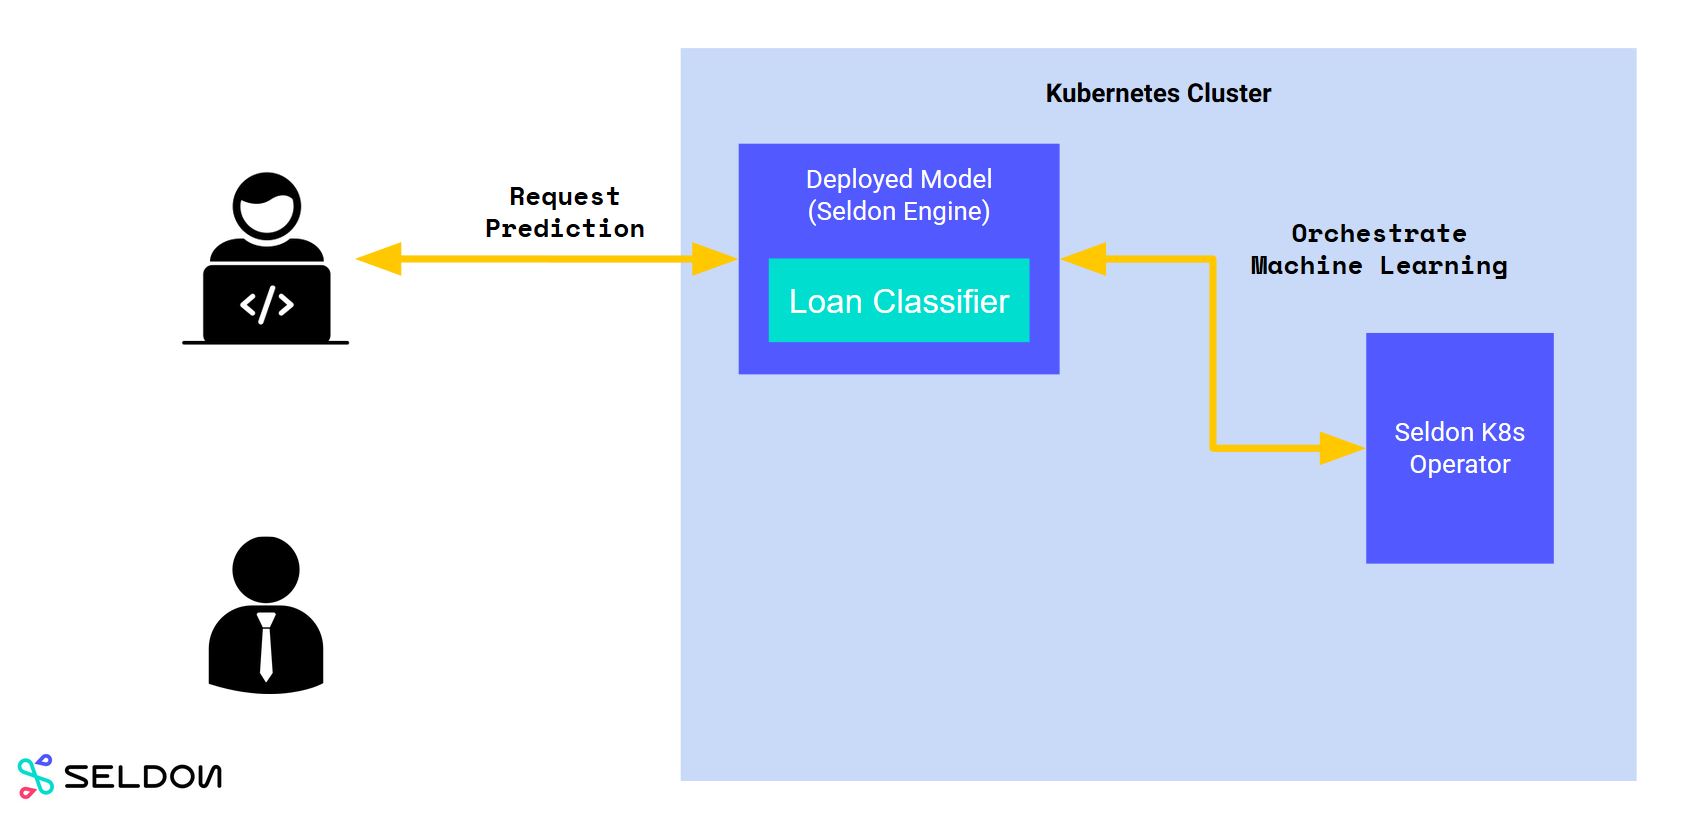 Kubernetes Cluster
Request
Prediction
Deployed Model
(Seldon Engine)
Loan Classifier
Orchestrate
Machine Learning
Seldon K8s
Operator
</>
SELDON